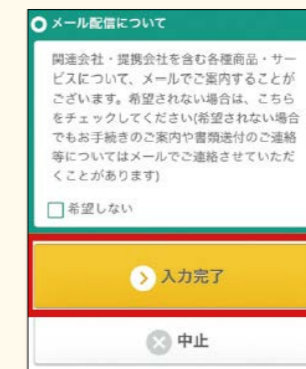 メール配信について
関連会社・提携会社を含む各種商品・サー
ビスについて、メールでご案内することが
ございます。希望されない場合は、こちら
をチェックしてください(希望されない場合
でもお手続きのご案内や書類送付のご連絡
等についてはメールでご連絡させていただ
くことがあります)
希望しない
入力完了
中止